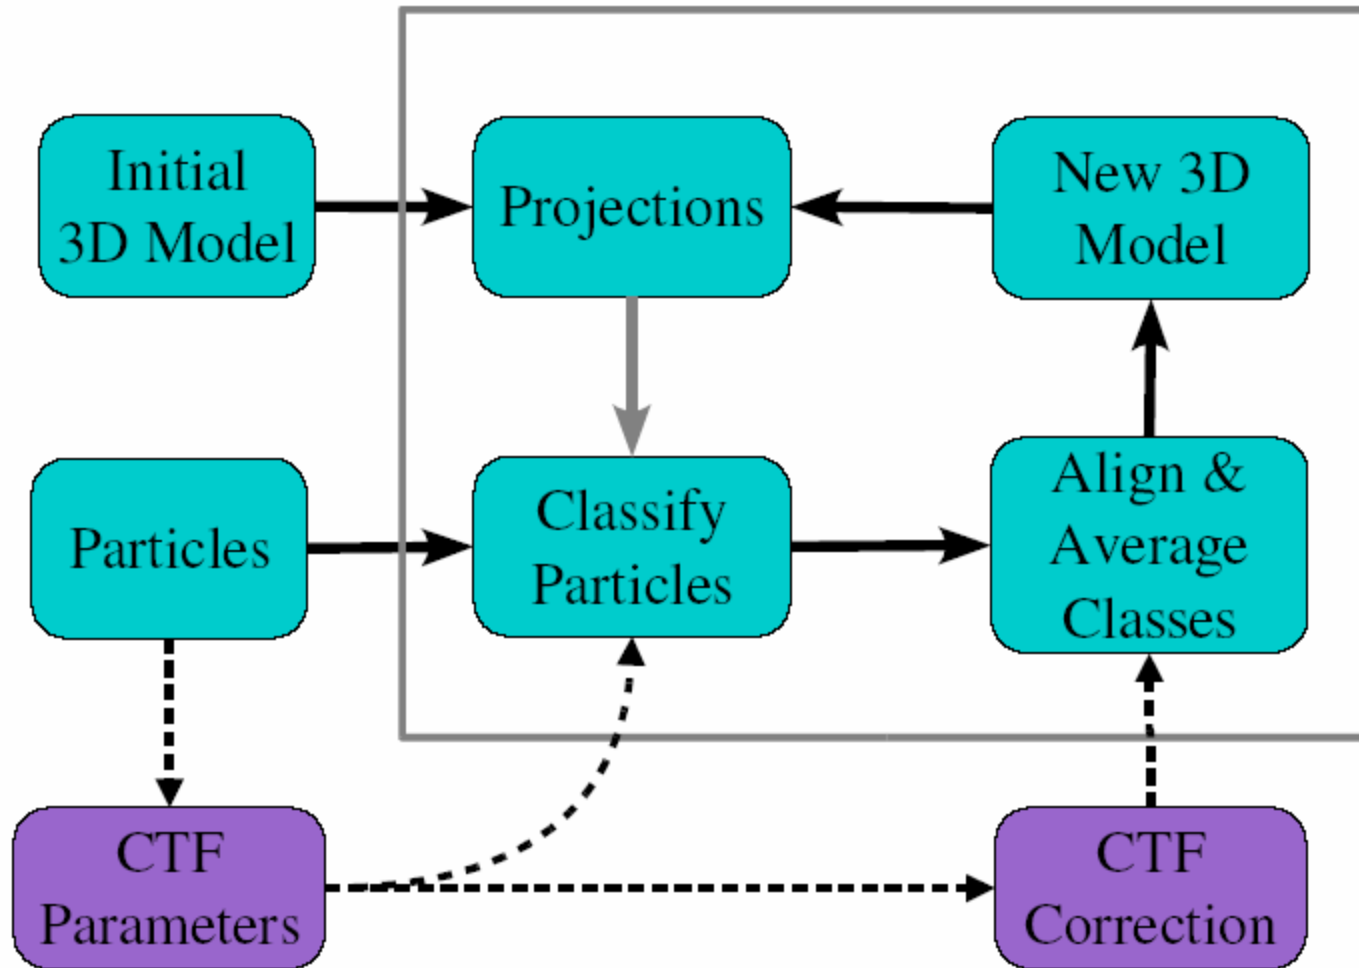 Initial
3D Model
Projections
New 3D
Model
Particles
Classify
Particles
Align &
Average
Classes
CTF
Parameters
CTF
Correction